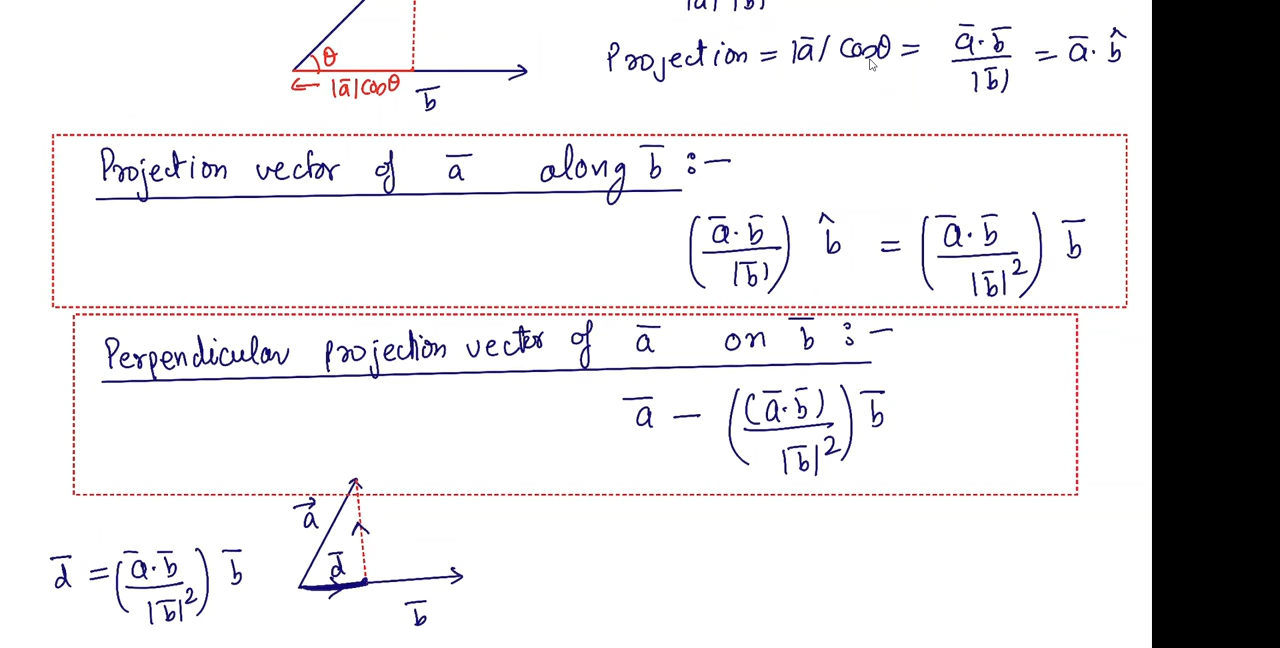 θ
← |a̅|Cosθ
b̅
Projection = |a̅| Cosθ = a̅·b̅ / |b̅| = a̅·b̂
Projection vector of a̅ along b̅ :-
(a̅·b̅ / |b̅|) b̂ = (a̅·b̅ / |b̅|²) b̅
Perpendicular projection vector of a̅ on b̅ :-
a̅ - ((a̅·b̅) / |b̅|²) b̅
a⃗
d̅
b̅
d̅ = (a̅·b̅ / |b̅|²) b̅